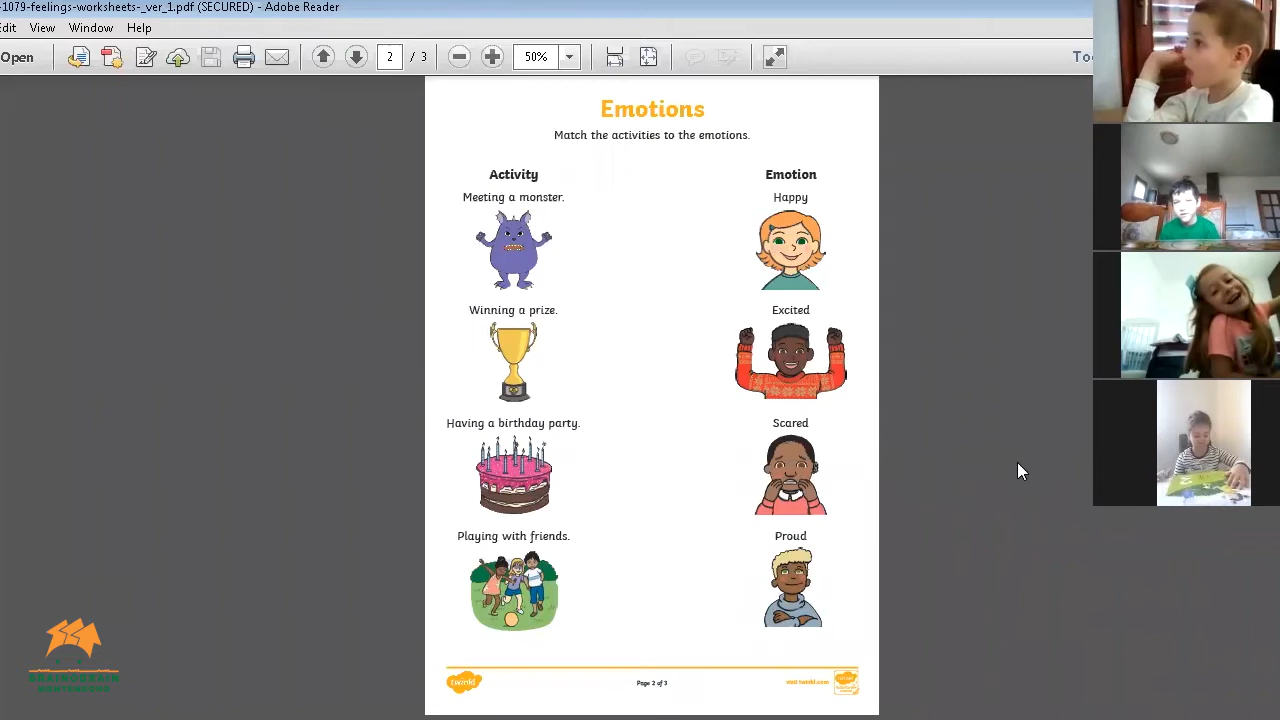 -1079-feelings-worksheets-_ver_1.pdf (SECURED) - Adobe Reader
Edit View Window Help
Open 2 / 3 50%
Emotions
Match the activities to the emotions.
Activity Emotion
Meeting a monster. Happy
Winning a prize. Excited
Having a birthday party. Scared
Playing with friends. Proud
twinkl Page 2 of 3 visit twinkl.com
BRAINOBRAIN
MONTENEGRO